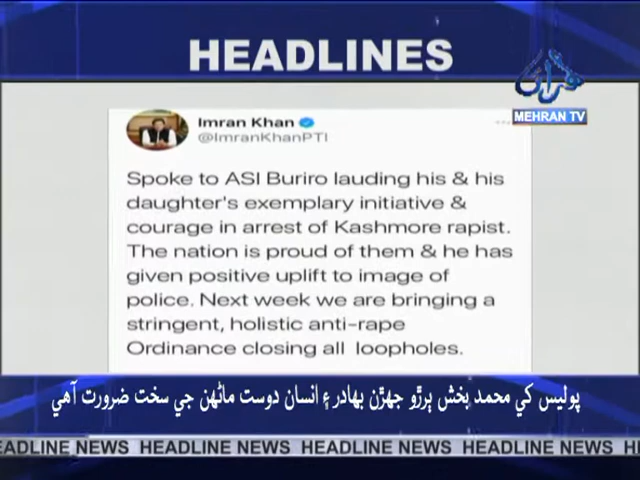 HEADLINES
مهراڻ
MEHRAN TV
Imran Khan
@ImranKhanPTI
Spoke to ASI Buriro lauding his & his
daughter's exemplary initiative &
courage in arrest of Kashmore rapist.
The nation is proud of them & he has
given positive uplift to image of
police. Next week we are bringing a
stringent, holistic anti-rape
Ordinance closing all loopholes.
پوليس کي محمد بخش ٻرڙو جهڙن بهادر ۽ انسان دوست ماڻهن جي سخت ضرورت آهي
EADLINE NEWS HEADLINE NEWS HEADLINE NEWS HEADLINE NEWS HEADLINE